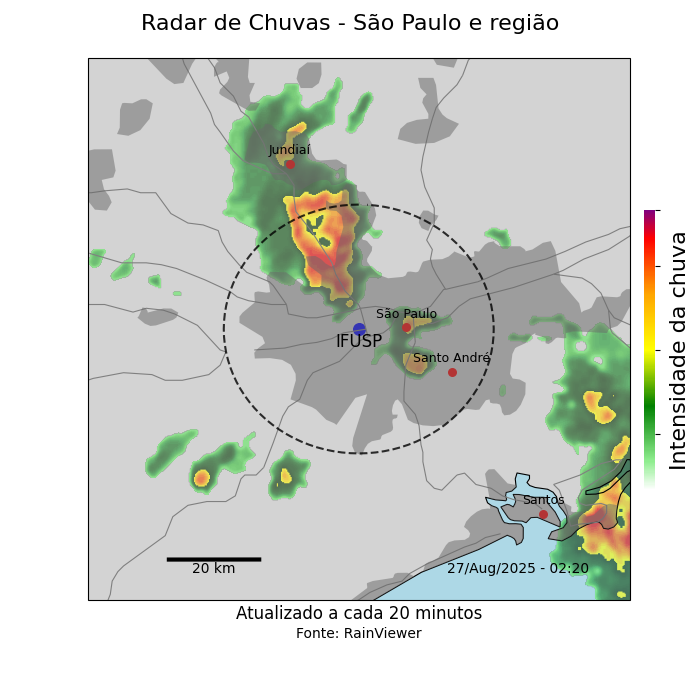 Radar de Chuvas - São Paulo e região
Jundiaí
São Paulo
IFUSP
Santo André
Santos
20 km
27/Aug/2025 - 02:20
Intensidade da chuva
Atualizado a cada 20 minutos
Fonte: RainViewer